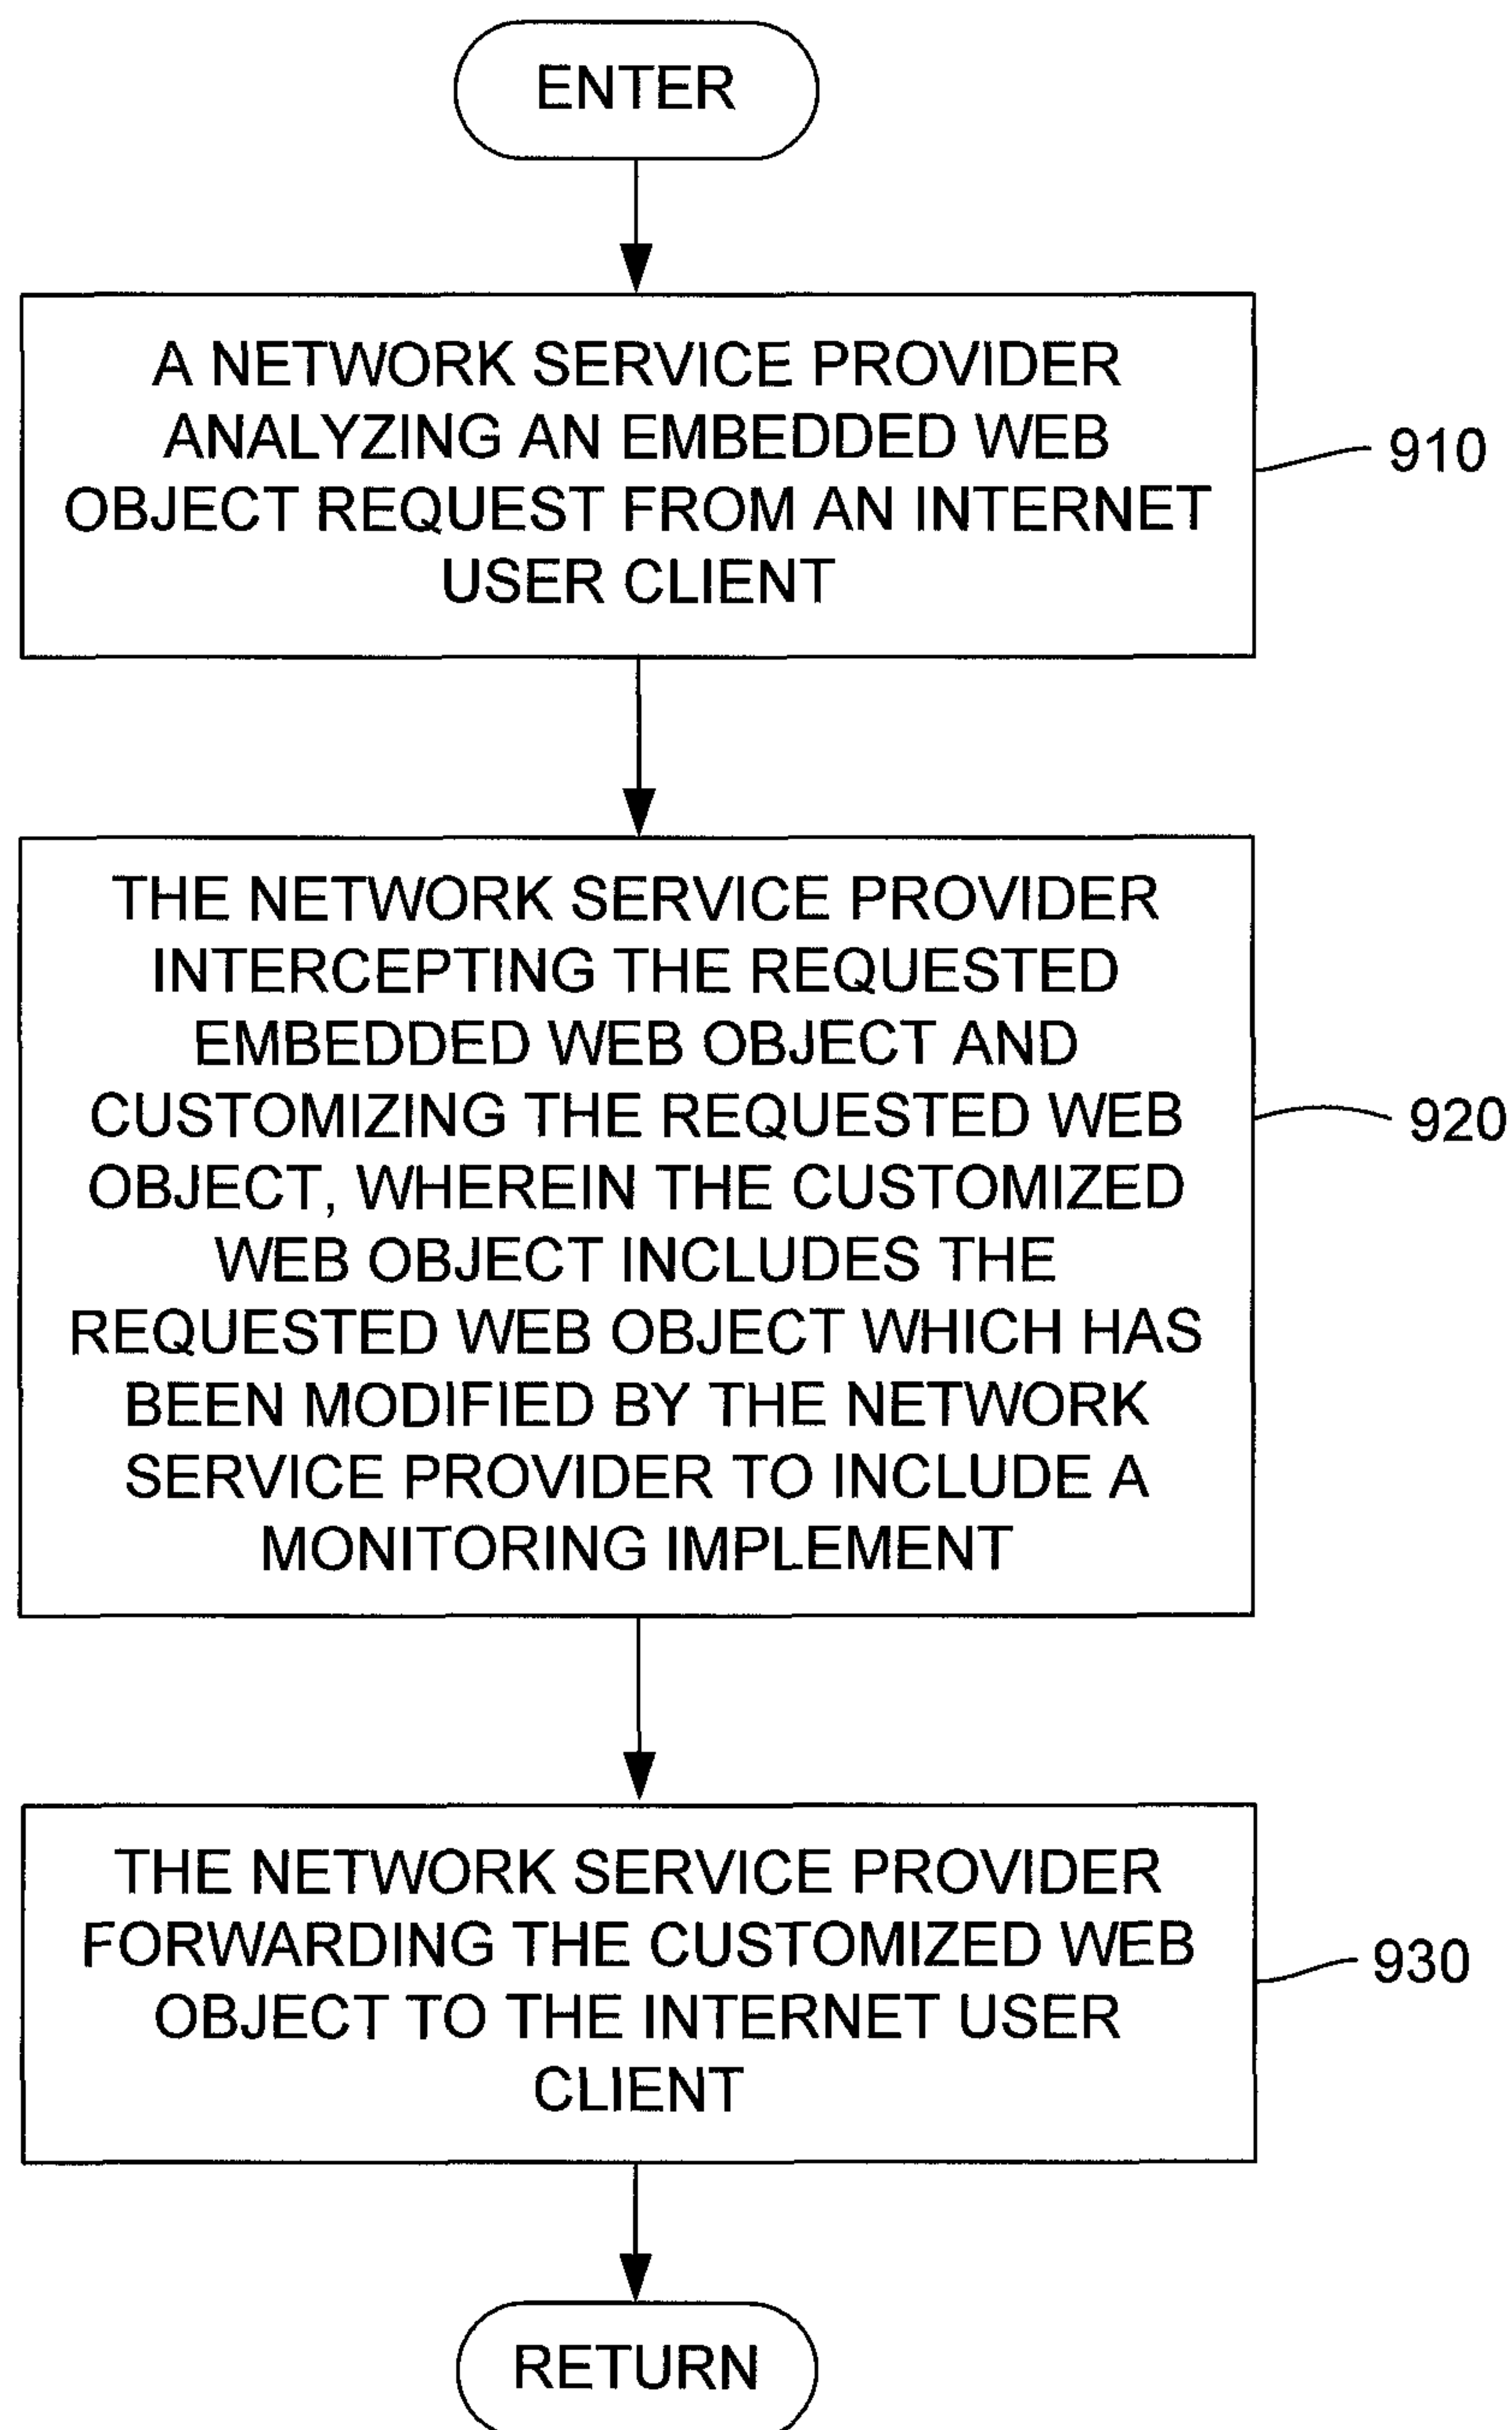 ENTER
A NETWORK SERVICE PROVIDER
ANALYZING AN EMBEDDED WEB
OBJECT REQUEST FROM AN INTERNET
USER CLIENT
910
THE NETWORK SERVICE PROVIDER
INTERCEPTING THE REQUESTED
EMBEDDED WEB OBJECT AND
CUSTOMIZING THE REQUESTED WEB
OBJECT, WHEREIN THE CUSTOMIZED
WEB OBJECT INCLUDES THE
REQUESTED WEB OBJECT WHICH HAS
BEEN MODIFIED BY THE NETWORK
SERVICE PROVIDER TO INCLUDE A
MONITORING IMPLEMENT
920
THE NETWORK SERVICE PROVIDER
FORWARDING THE CUSTOMIZED WEB
OBJECT TO THE INTERNET USER
CLIENT
930
RETURN